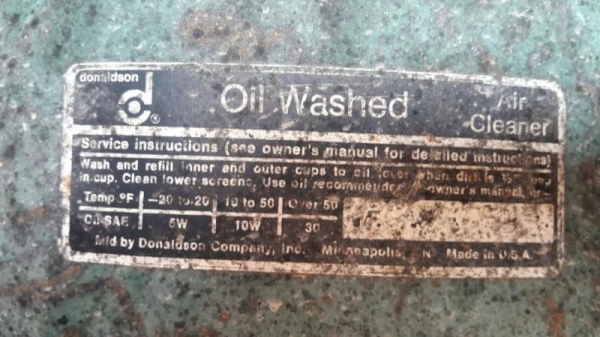 donaldson
d®
Oil Washed
Air
Cleaner
Service instructions (see owner's manual for detailed instructions)
Wash and refill inner and outer cups to oil level when dirt is
in cup. Clean lower screens. Use oil recommended owner's manual
Temp °F -20 to 20 10 to 50 Over 50
Oil-SAE 5W 10W 30
Mfd by Donaldson Company, Inc. Minneapolis, Made in U.S.A.